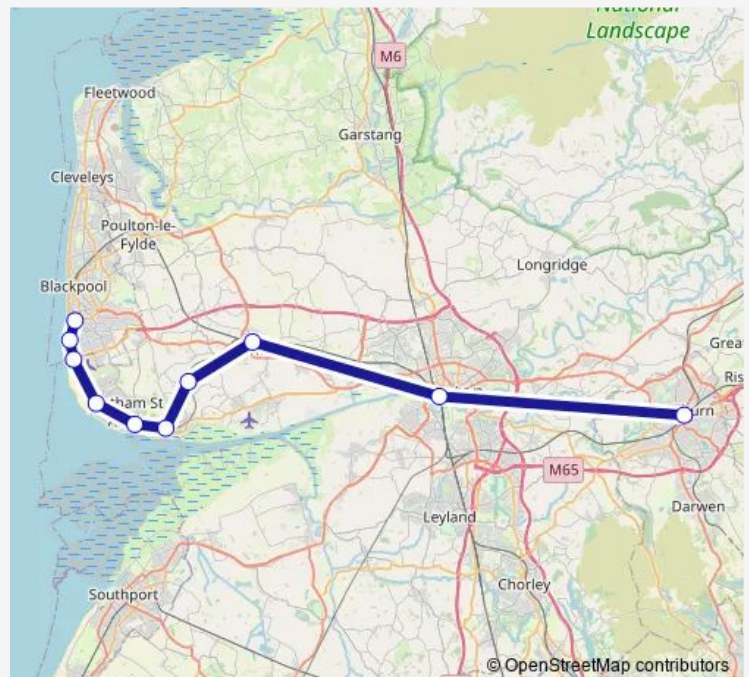 National
Landscape
M6
Fleetwood
Garstang
Cleveleys
Poulton-le-
Fylde
Longridge
Blackpool
Grea
Ris
tham St
urn
M65
Darwen
Leyland
Chorley
Southport
© OpenStreetMap contributors